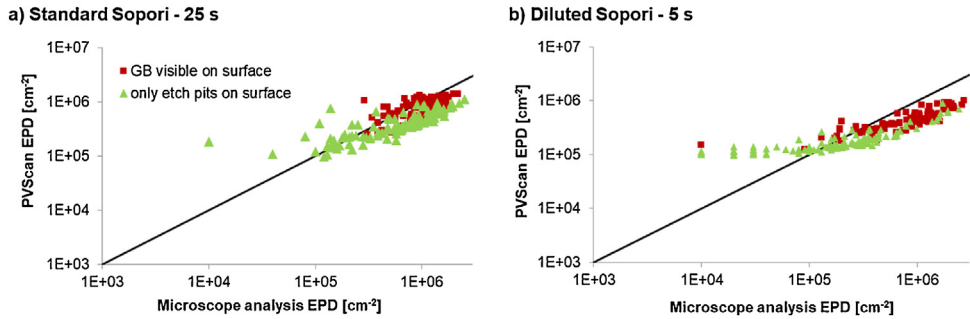 a) Standard Sopori - 25 s
1E+07
1E+06
1E+05
1E+04
1E+03
PVScan EPD [cm-2]
GB visible on surface
only etch pits on surface
1E+03 1E+04 1E+05 1E+06
Microscope analysis EPD [cm-2]
b) Diluted Sopori - 5 s
1E+07
1E+06
1E+05
1E+04
1E+03
PVScan EPD [cm-2]
1E+03 1E+04 1E+05 1E+06
Microscope analysis EPD [cm-2]